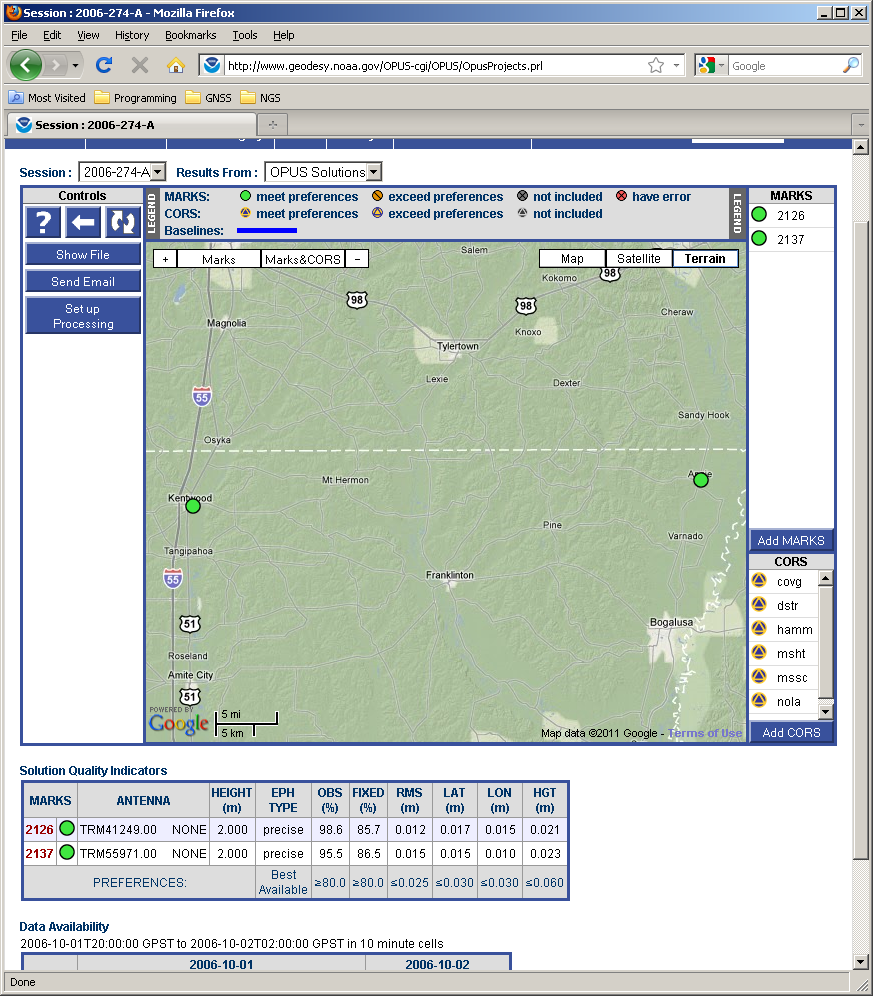 Session : 2006-274-A - Mozilla Firefox
File Edit View History Bookmarks Tools Help
http://www.geodesy.noaa.gov/OPUS-cgi/OPUS/OpusProjects.prl
Google
Most Visited Programming GNSS NGS
Session : 2006-274-A
Session : 2006-274-A Results From : OPUS Solutions
Controls
?
Show File
Send Email
Set up
Processing
LEGEND
MARKS: meet preferences exceed preferences not included have error
CORS: meet preferences exceed preferences not included
Baselines:
LEGEND
+ Marks Marks&CORS -
Map Satellite Terrain
Salem
Kokomo
98
98
98
Cheraw
Magnolia
Knoxo
Tylertown
Lexie
Dexter
55
Sandy Hook
Osyka
Mt Hermon
Kentwood
Pine
Varnado
Tangipahoa
55
Franklinton
51
Bogalusa
Roseland
Amite City
51
POWERED BY
Google
5 mi
5 km
Map data ©2011 Google - Terms of Use
MARKS
2126
2137
Add MARKS
CORS
covg
dstr
hamm
msht
mssc
nola
Add CORS
Solution Quality Indicators
MARKS ANTENNA HEIGHT (m) EPH TYPE OBS (%) FIXED (%) RMS (m) LAT (m) LON (m) HGT (m)
2126 TRM41249.00 NONE 2.000 precise 98.6 85.7 0.012 0.017 0.015 0.021
2137 TRM55971.00 NONE 2.000 precise 95.5 86.5 0.015 0.015 0.010 0.023
PREFERENCES: Best Available ≥80.0 ≥80.0 ≤0.025 ≤0.030 ≤0.030 ≤0.060
Data Availability
2006-10-01T20:00:00 GPST to 2006-10-02T02:00:00 GPST in 10 minute cells
2006-10-01 2006-10-02
Done